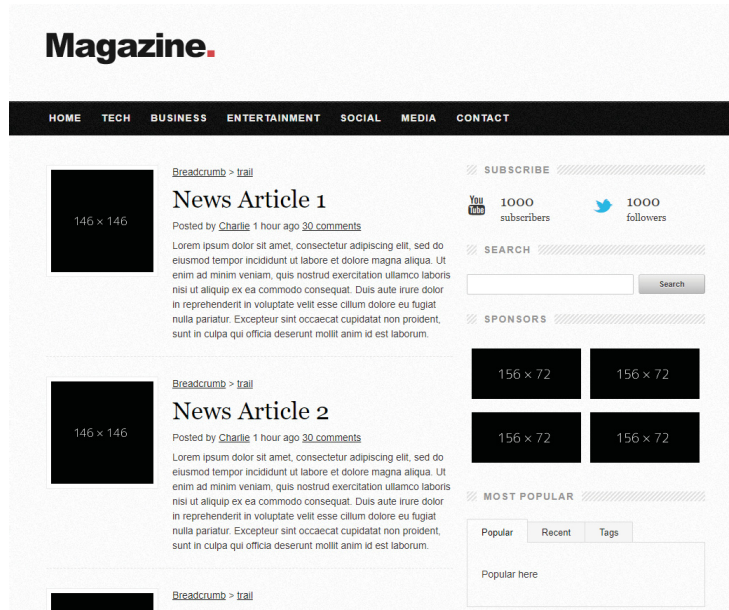 Magazine.
HOME TECH BUSINESS ENTERTAINMENT SOCIAL MEDIA CONTACT
146 × 146
Breadcrumb > trail
News Article 1
Posted by Charlie 1 hour ago 30 comments
Lorem ipsum dolor sit amet, consectetur adipiscing elit, sed do
eiusmod tempor incididunt ut labore et dolore magna aliqua. Ut
enim ad minim veniam, quis nostrud exercitation ullamco laboris
nisi ut aliquip ex ea commodo consequat. Duis aute irure dolor
in reprehenderit in voluptate velit esse cillum dolore eu fugiat
nulla pariatur. Excepteur sint occaecat cupidatat non proident,
sunt in culpa qui officia deserunt mollit anim id est laborum.
146 × 146
Breadcrumb > trail
News Article 2
Posted by Charlie 1 hour ago 30 comments
Lorem ipsum dolor sit amet, consectetur adipiscing elit, sed do
eiusmod tempor incididunt ut labore et dolore magna aliqua. Ut
enim ad minim veniam, quis nostrud exercitation ullamco laboris
nisi ut aliquip ex ea commodo consequat. Duis aute irure dolor
in reprehenderit in voluptate velit esse cillum dolore eu fugiat
nulla pariatur. Excepteur sint occaecat cupidatat non proident,
sunt in culpa qui officia deserunt mollit anim id est laborum.
Breadcrumb > trail
SUBSCRIBE
You
Tube
1000
subscribers
1000
followers
SEARCH
Search
SPONSORS
156 × 72 156 × 72
156 × 72 156 × 72
MOST POPULAR
Popular Recent Tags
Popular here